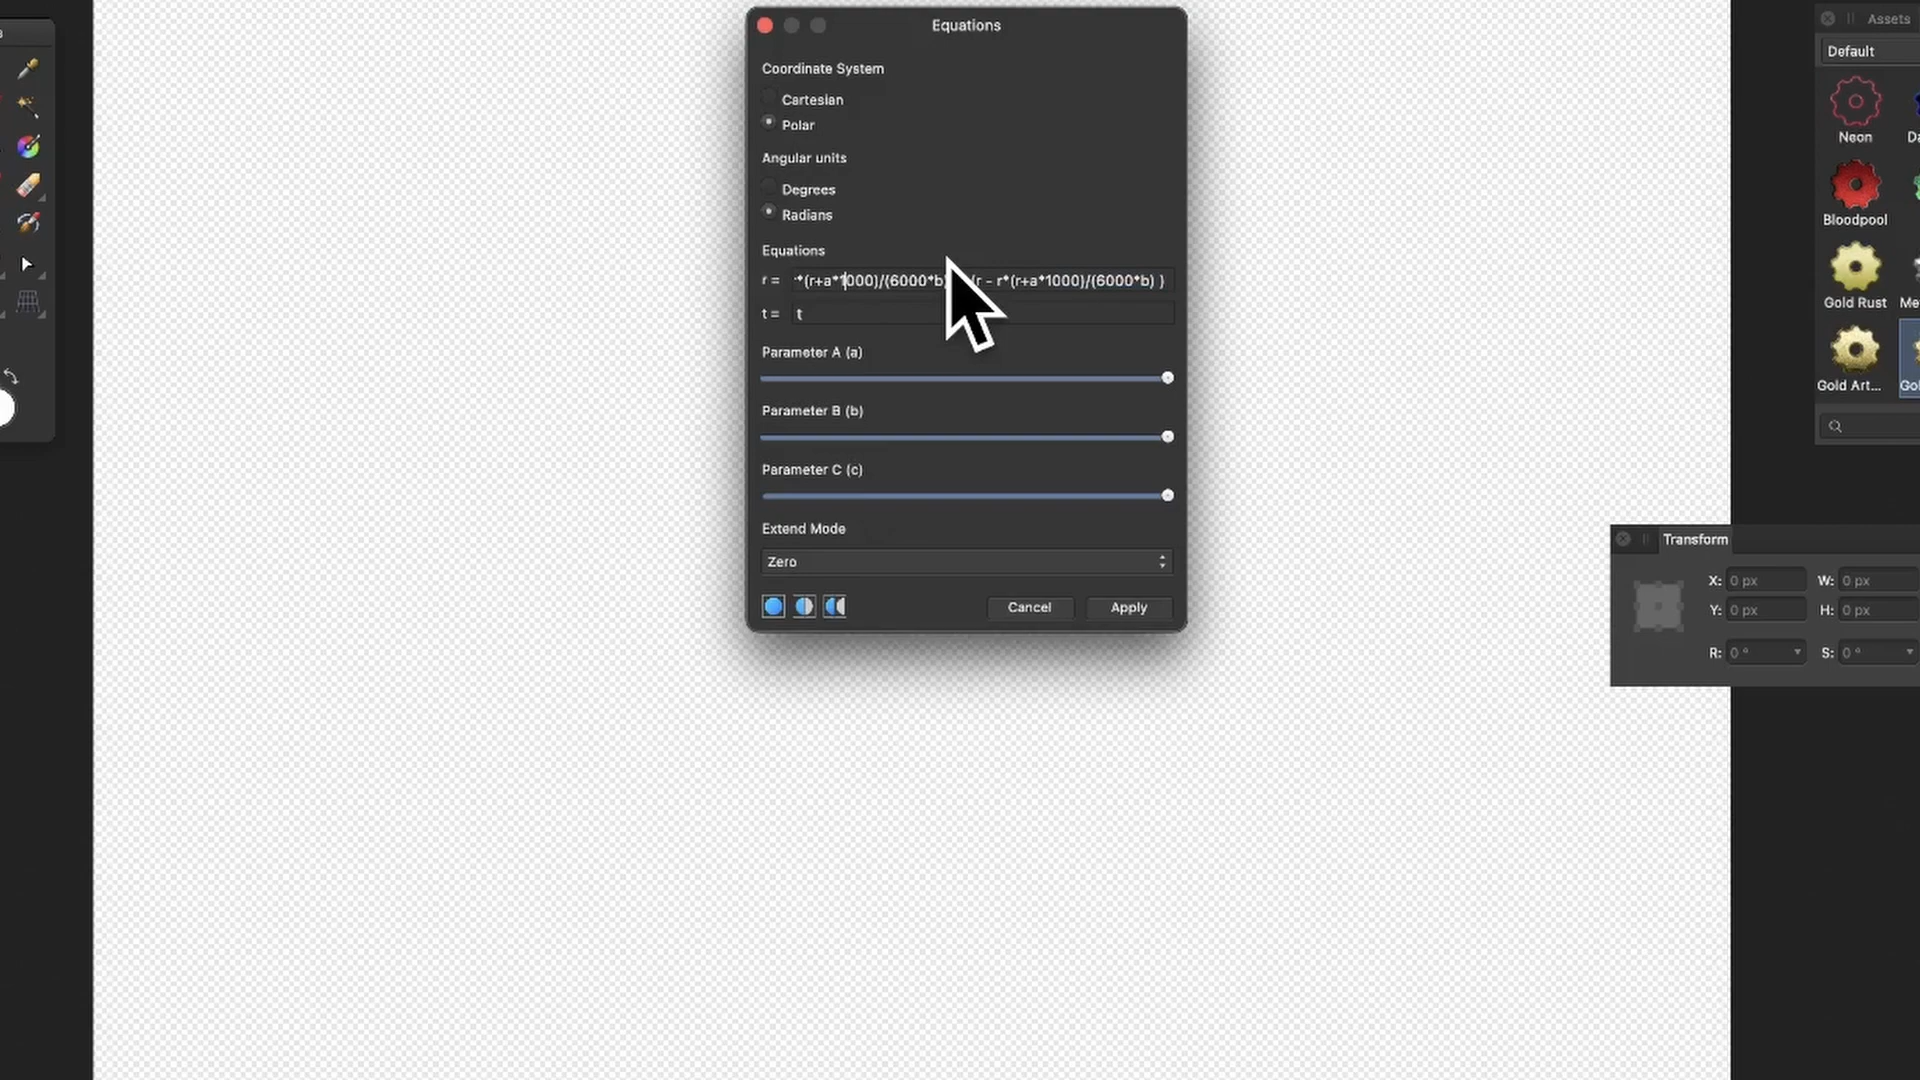 Equations
Coordinate System
Cartesian
Polar
Angular units
Degrees
Radians
Equations
r = *(r+a*1000)/(6000*b) (r - r*(r+a*1000)/(6000*b) )
t = t
Parameter A (a)
Parameter B (b)
Parameter C (c)
Extend Mode
Zero
Cancel Apply
Assets
Default
Neon
Bloodpool
Gold Rust
Gold Art...
Transform
X: 0 px W: 0 px
Y: 0 px H: 0 px
R: 0 ° S: 0 °